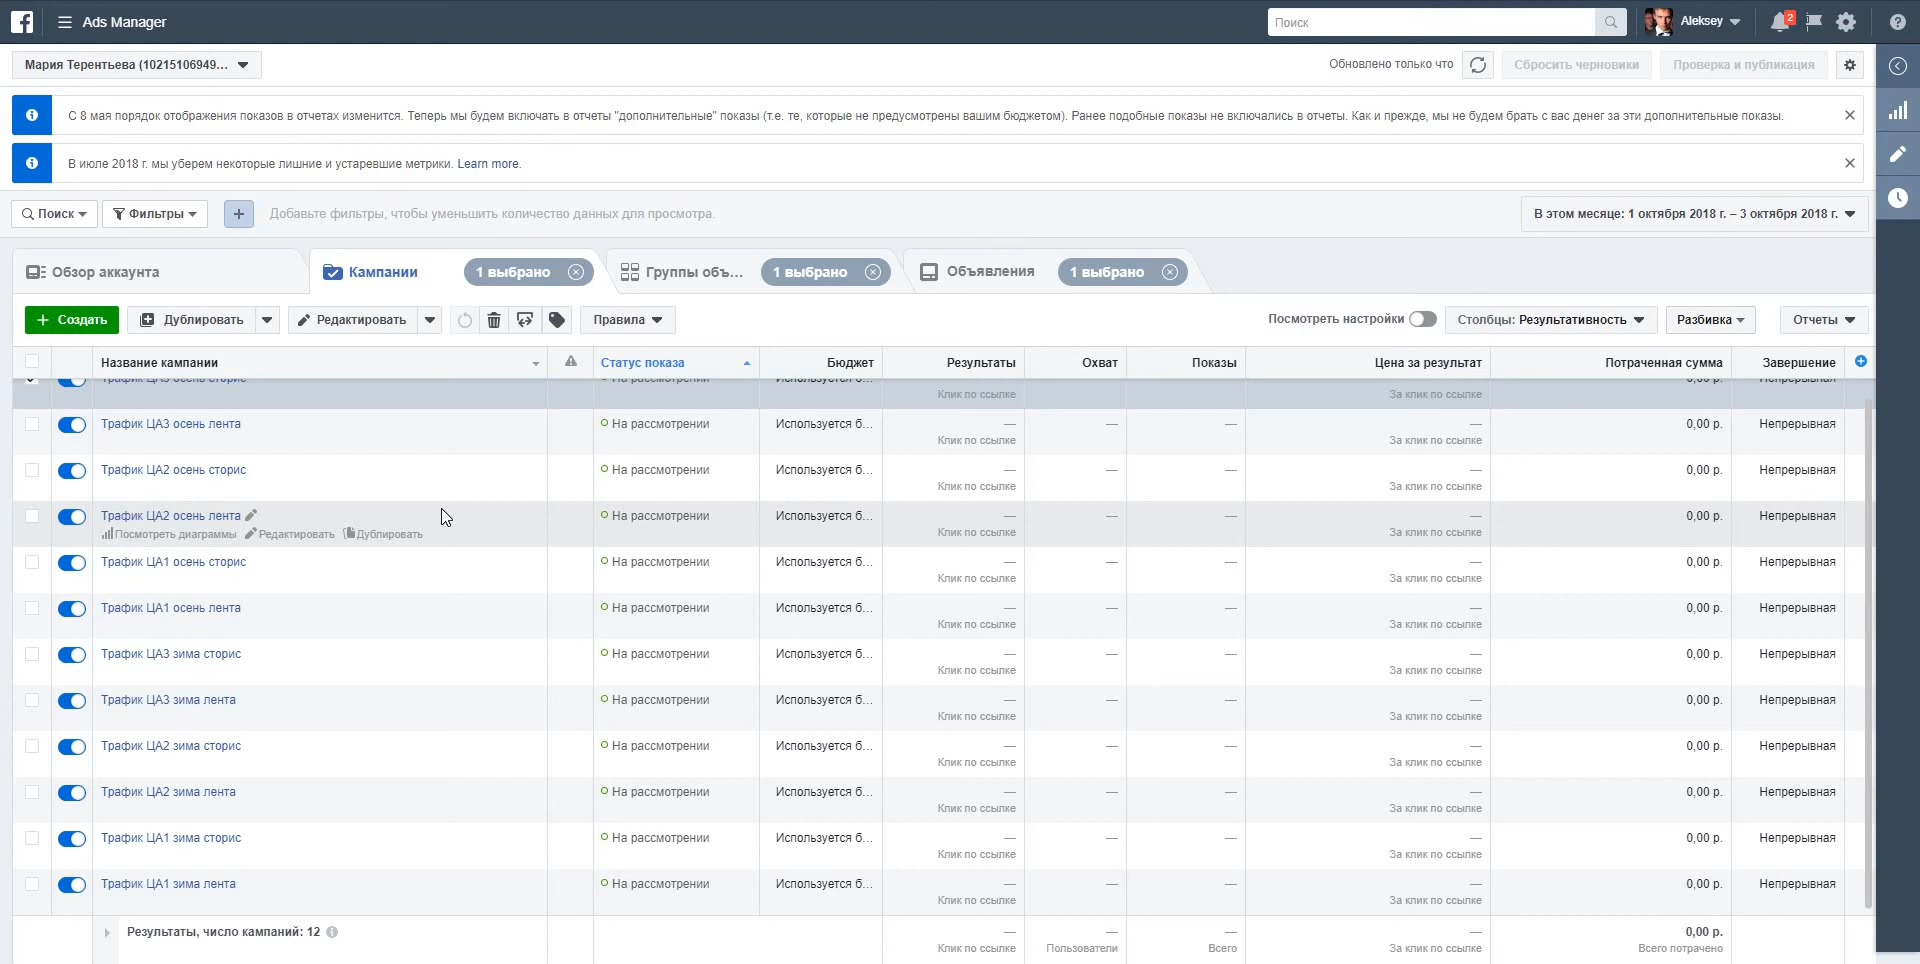 Ads Manager
Поиск
Aleksey
2
Мария Терентьева (10215106949...
Обновлено только что
Сбросить черновики
Проверка и публикация
С 8 мая порядок отображения показов в отчетах изменится. Теперь мы будем включать в отчеты "дополнительные" показы (т.е. те, которые не предусмотрены вашим бюджетом). Ранее подобные показы не включались в отчеты. Как и прежде, мы не будем брать с вас денег за эти дополнительные показы.
В июле 2018 г. мы уберем некоторые лишние и устаревшие метрики. Learn more.
Поиск
Фильтры
Добавьте фильтры, чтобы уменьшить количество данных для просмотра.
В этом месяце: 1 октября 2018 г. – 3 октября 2018 г.
Обзор аккаунта
Кампании
1 выбрано
Группы объ...
1 выбрано
Объявления
1 выбрано
+ Создать
Дублировать
Редактировать
Правила
Посмотреть настройки
Столбцы: Результативность
Разбивка
Отчеты
Название кампании Статус показа Бюджет Результаты Охват Показы Цена за результат Потраченная сумма Завершение
Трафик ЦА3 осень сторис На рассмотрении Используется б... 0,00 р. Непрерывная
Клик по ссылке За клик по ссылке
Трафик ЦА3 осень лента На рассмотрении Используется б... — — — — 0,00 р. Непрерывная
Клик по ссылке За клик по ссылке
Трафик ЦА2 осень сторис На рассмотрении Используется б... — — — — 0,00 р. Непрерывная
Клик по ссылке За клик по ссылке
Трафик ЦА2 осень лента На рассмотрении Используется б... — — — — 0,00 р. Непрерывная
Посмотреть диаграммы Редактировать Дублировать Клик по ссылке За клик по ссылке
Трафик ЦА1 осень сторис На рассмотрении Используется б... — — — — 0,00 р. Непрерывная
Клик по ссылке За клик по ссылке
Трафик ЦА1 осень лента На рассмотрении Используется б... — — — — 0,00 р. Непрерывная
Клик по ссылке За клик по ссылке
Трафик ЦА3 зима сторис На рассмотрении Используется б... — — — — 0,00 р. Непрерывная
Клик по ссылке За клик по ссылке
Трафик ЦА3 зима лента На рассмотрении Используется б... — — — — 0,00 р. Непрерывная
Клик по ссылке За клик по ссылке
Трафик ЦА2 зима сторис На рассмотрении Используется б... — — — — 0,00 р. Непрерывная
Клик по ссылке За клик по ссылке
Трафик ЦА2 зима лента На рассмотрении Используется б... — — — — 0,00 р. Непрерывная
Клик по ссылке За клик по ссылке
Трафик ЦА1 зима сторис На рассмотрении Используется б... — — — — 0,00 р. Непрерывная
Клик по ссылке За клик по ссылке
Трафик ЦА1 зима лента На рассмотрении Используется б... — — — — 0,00 р. Непрерывная
Клик по ссылке За клик по ссылке
Результаты, число кампаний: 12 — — — — 0,00 р.
Клик по ссылке Пользователи Всего За клик по ссылке Всего потрачено